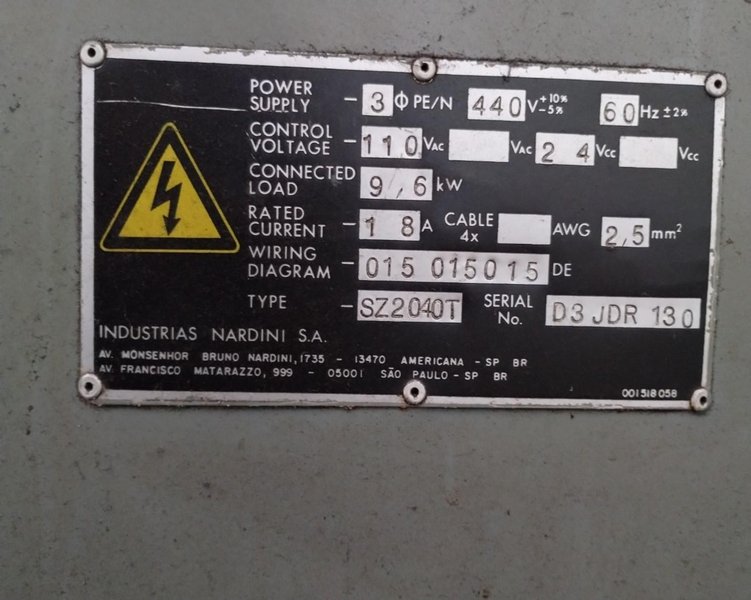 POWER SUPPLY - 3 Φ PE/N 440 V +10% -5% 60 Hz ±2%
CONTROL VOLTAGE - 110 VAC VAC 24 VCC VCC
CONNECTED LOAD 9,6 kW
RATED CURRENT - 18 A CABLE 4x AWG 2,5 mm²
WIRING DIAGRAM - 015 015015 DE
TYPE - SZ2040T SERIAL No. D3 JDR 130
INDUSTRIAS NARDINI S.A.
AV. MONSENHOR BRUNO NARDINI, 1735 - 13470 AMERICANA - SP BR
AV. FRANCISCO MATARAZZO, 999 - 05001 SÃO PAULO - SP BR
001518058